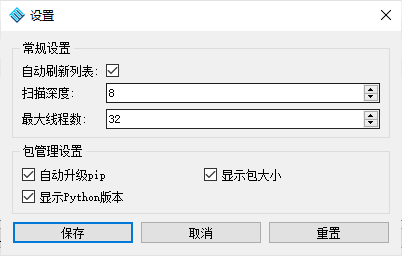 设置
常规设置
自动刷新列表:
扫描深度: 8
最大线程数: 32
包管理设置
自动升级pip 显示包大小
显示Python版本
保存 取消 重置